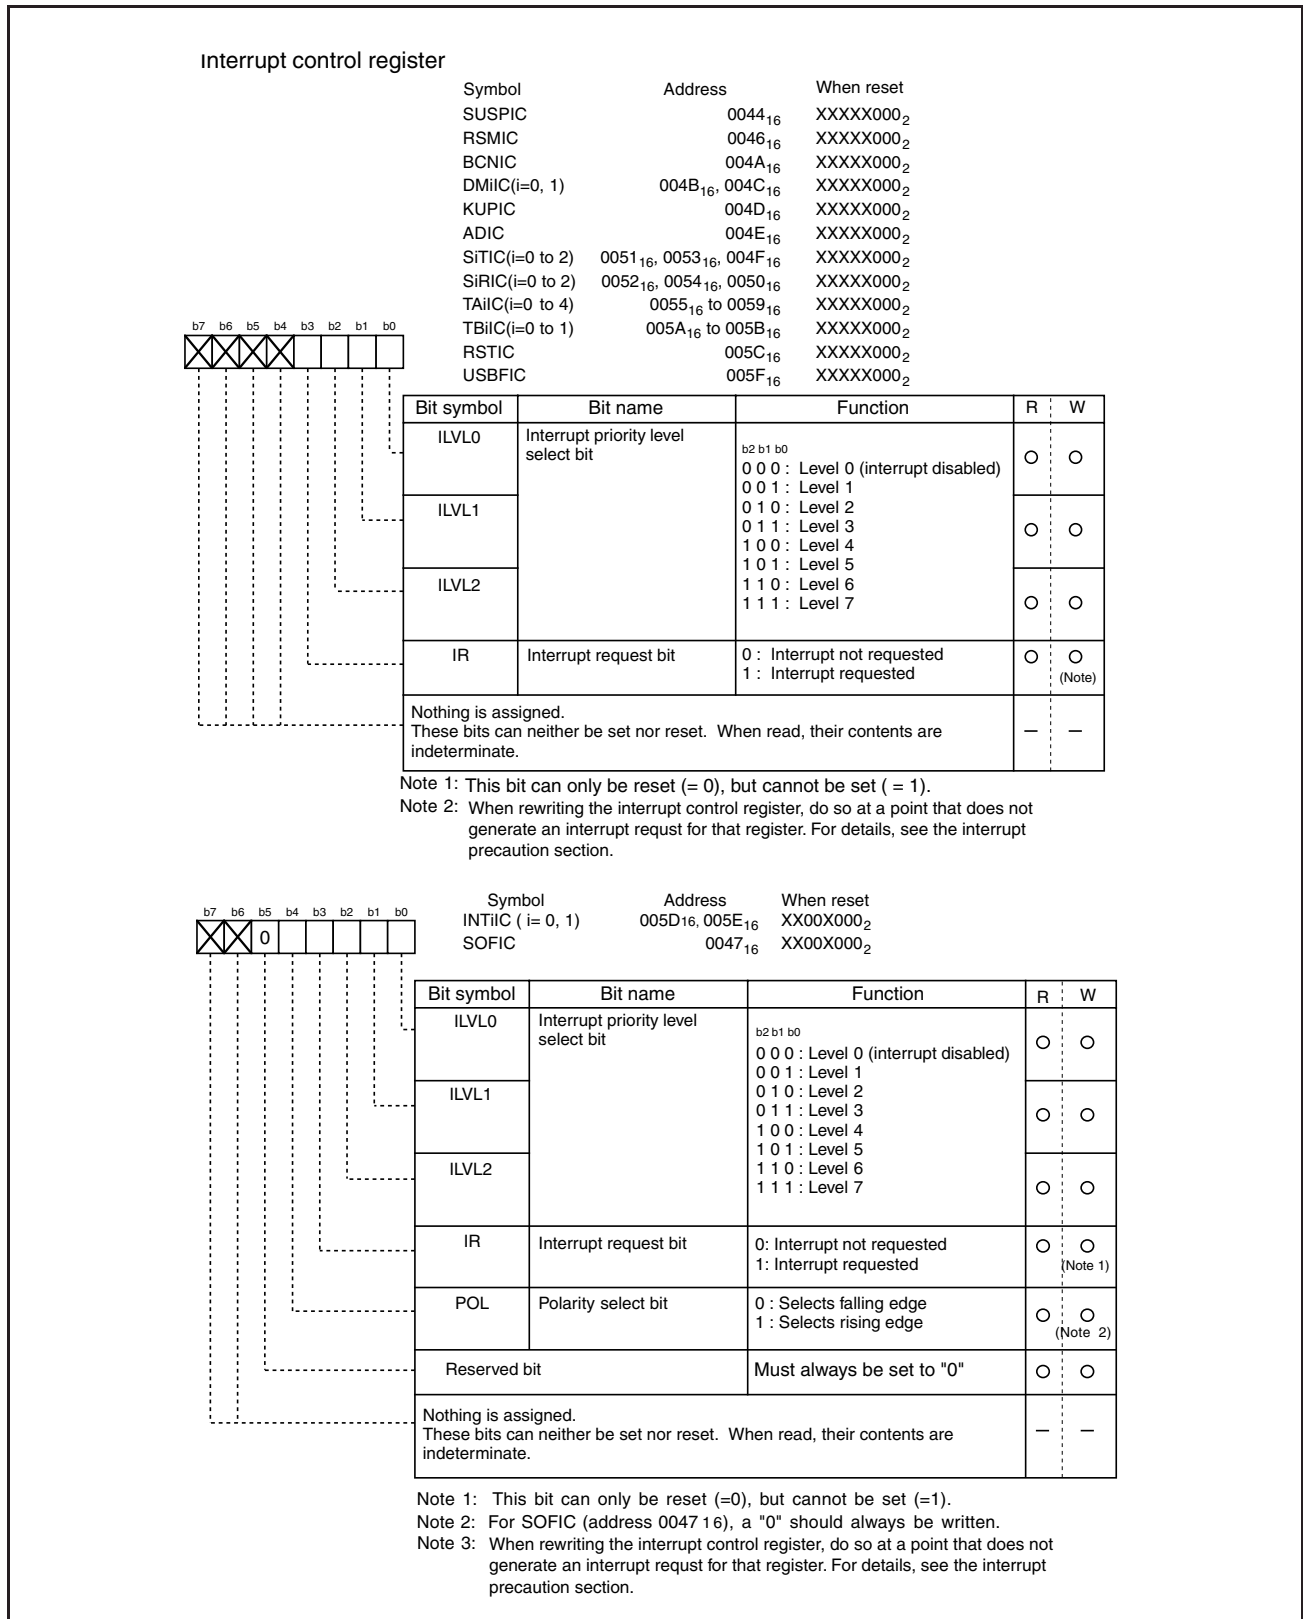 Interrupt control register
Symbol Address When reset
SUSPIC 0044₁₆ XXXXX000₂
RSMIC 0046₁₆ XXXXX000₂
BCNIC 004A₁₆ XXXXX000₂
DMiIC(i=0, 1) 004B₁₆, 004C₁₆ XXXXX000₂
KUPIC 004D₁₆ XXXXX000₂
ADIC 004E₁₆ XXXXX000₂
SiTIC(i=0 to 2) 0051₁₆, 0053₁₆, 004F₁₆ XXXXX000₂
SiRIC(i=0 to 2) 0052₁₆, 0054₁₆, 0050₁₆ XXXXX000₂
TAiIC(i=0 to 4) 0055₁₆ to 0059₁₆ XXXXX000₂
TBiIC(i=0 to 1) 005A₁₆ to 005B₁₆ XXXXX000₂
RSTIC 005C₁₆ XXXXX000₂
USBFIC 005F₁₆ XXXXX000₂
b7 b6 b5 b4 b3 b2 b1 b0
Bit symbol Bit name Function R W
ILVL0 Interrupt priority level
select bit
b2 b1 b0
0 0 0 : Level 0 (interrupt disabled)
0 0 1 : Level 1
0 1 0 : Level 2
ILVL1
0 1 1 : Level 3
1 0 0 : Level 4
1 0 1 : Level 5
ILVL2
1 1 0 : Level 6
1 1 1 : Level 7
IR Interrupt request bit 0 : Interrupt not requested
1 : Interrupt requested
(Note)
Nothing is assigned.
These bits can neither be set nor reset. When read, their contents are
indeterminate.
– –
Note 1: This bit can only be reset (= 0), but cannot be set ( = 1).
Note 2: When rewriting the interrupt control register, do so at a point that does not
generate an interrupt requst for that register. For details, see the interrupt
precaution section.
Symbol Address When reset
INTiIC ( i= 0, 1) 005D16, 005E₁₆ XX00X000₂
SOFIC 0047₁₆ XX00X000₂
b7 b6 b5 b4 b3 b2 b1 b0
0
Bit symbol Bit name Function R W
ILVL0 Interrupt priority level
select bit
b2 b1 b0
0 0 0 : Level 0 (interrupt disabled)
0 0 1 : Level 1
0 1 0 : Level 2
ILVL1
0 1 1 : Level 3
1 0 0 : Level 4
1 0 1 : Level 5
ILVL2
1 1 0 : Level 6
1 1 1 : Level 7
IR Interrupt request bit 0: Interrupt not requested
1: Interrupt requested
(Note 1)
POL Polarity select bit 0 : Selects falling edge
1 : Selects rising edge
(Note 2)
Reserved bit Must always be set to "0"
Nothing is assigned.
These bits can neither be set nor reset. When read, their contents are
indeterminate.
– –
Note 1: This bit can only be reset (=0), but cannot be set (=1).
Note 2: For SOFIC (address 0047 16), a "0" should always be written.
Note 3: When rewriting the interrupt control register, do so at a point that does not
generate an interrupt requst for that register. For details, see the interrupt
precaution section.